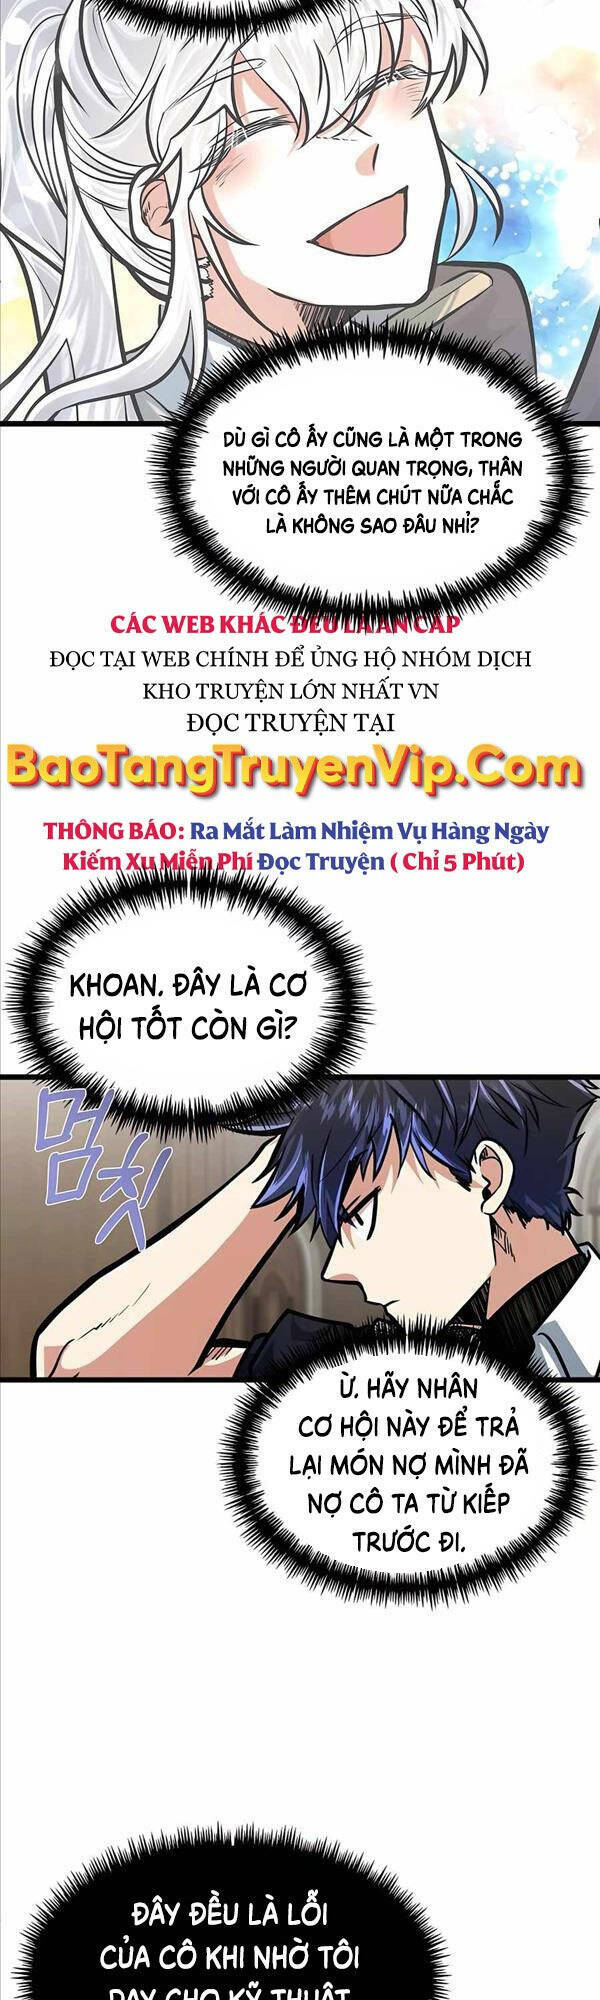 DÙ GÌ CÔ ẤY CŨNG LÀ MỘT TRONG
NHỮNG NGƯỜI QUAN TRỌNG, THÂN
VỚI CÔ ẤY THÊM CHÚT NỮA CHẮC
LÀ KHÔNG SAO ĐÂU NHỈ?
CÁC WEB KHÁC ĐỀU LÀ ĂN CẮP
ĐỌC TẠI WEB CHÍNH ĐỂ ỦNG HỘ NHÓM DỊCH
KHO TRUYỆN LỚN NHẤT VN
ĐỌC TRUYỆN TẠI
BaoTangTruyenVip.Com
THÔNG BÁO: Ra Mắt Làm Nhiệm Vụ Hàng Ngày
Kiếm Xu Miễn Phí Đọc Truyện ( Chỉ 5 Phút)
KHOAN. ĐÂY LÀ CƠ
HỘI TỐT CÒN GÌ?
멈칫
Ừ. HÃY NHÂN
CƠ HỘI NÀY ĐỂ TRẢ
LẠI MÓN NỢ MÌNH ĐÃ
NỢ CÔ TA TỪ KIẾP
TRƯỚC ĐI.
ĐÂY ĐỀU LÀ LỖI
CỦA CÔ KHI NHỜ TÔI
DẠY CHO KỸ THUẬT